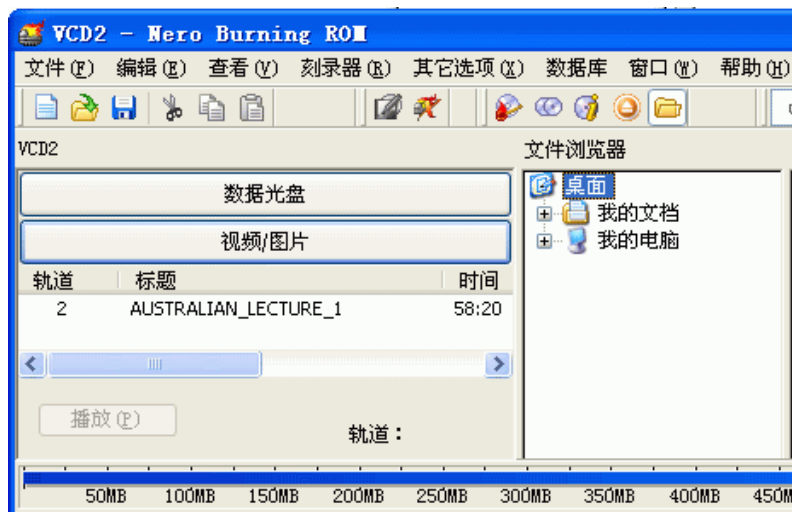 VCD2 - Nero Burning ROM
文件(F) 编辑(E) 查看(V) 刻录器(R) 其它选项(X) 数据库 窗口(W) 帮助(H)
VCD2 文件浏览器
数据光盘 桌面
视频/图片 我的文档
我的电脑
轨道 标题 时间
2 AUSTRALIAN_LECTURE_1 58:20
播放(P)
轨道：
50MB 100MB 150MB 200MB 250MB 300MB 350MB 400MB